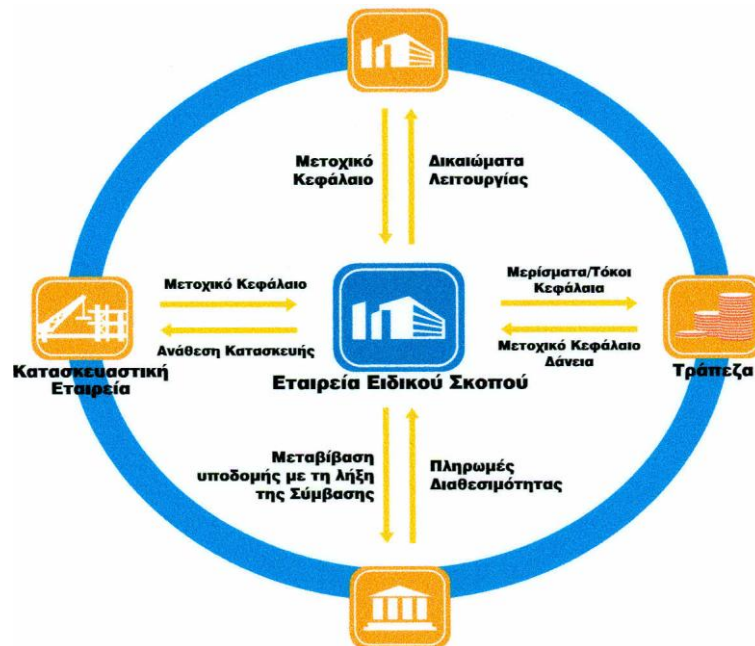 Μετοχικό
Κεφάλαιο
Δικαιώματα
Λειτουργίας
Μετοχικό Κεφάλαιο
Ανάθεση Κατασκευής
Μερίσματα/Τόκοι
Κεφάλαια
Μετοχικό Κεφάλαιο
Δάνεια
Κατασκευαστική
Εταιρεία
Εταιρεία Ειδικού Σκοπού
Τράπεζα
Μεταβίβαση
υποδομής με τη λήξη
της Σύμβασης
Πληρωμές
Διαθεσιμότητας